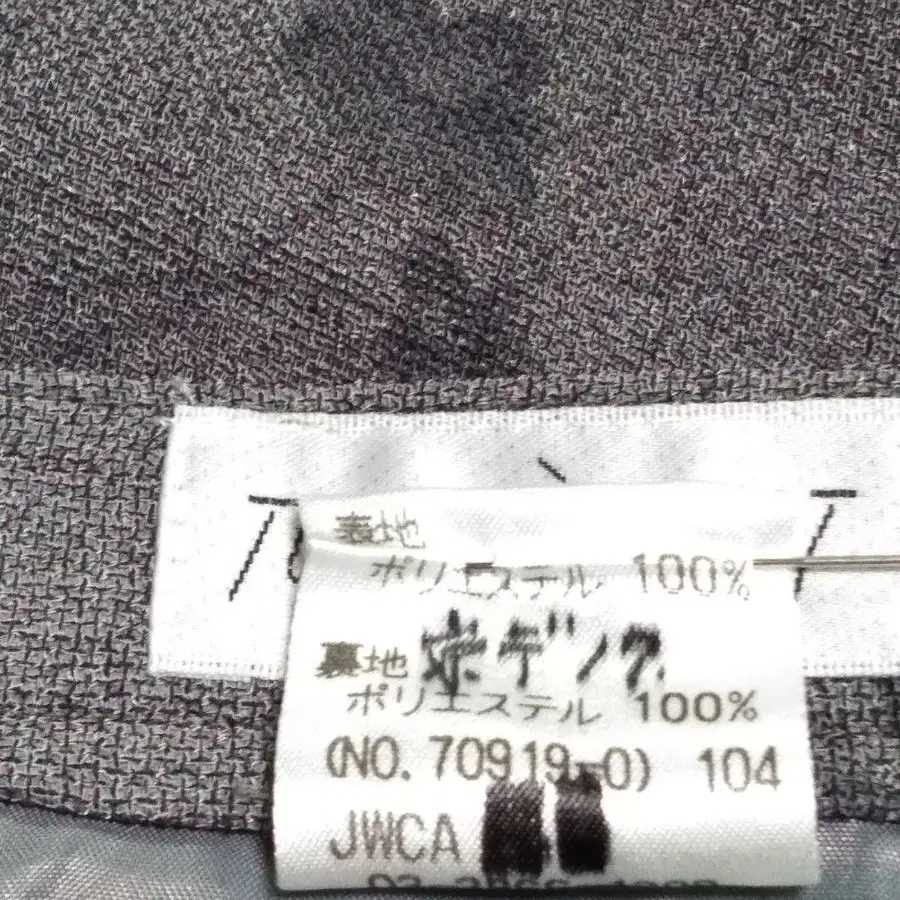 表地
ポリエステル 100%
裏地
ポリエステル 100%
(NO. 70919-0) 104
JWCA